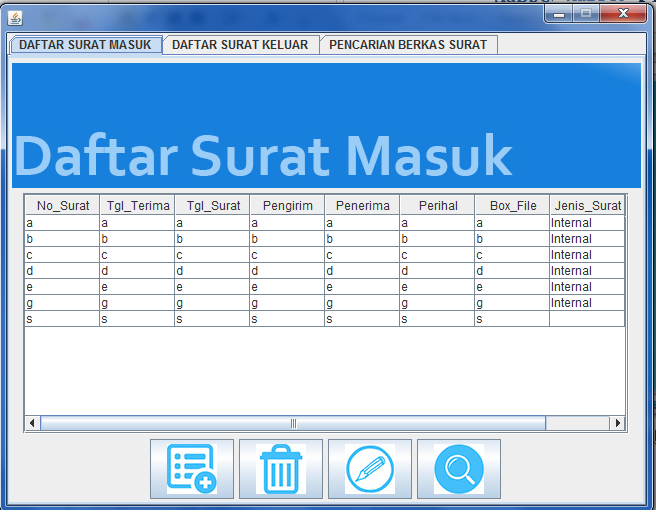 DAFTAR SURAT MASUK DAFTAR SURAT KELUAR PENCARIAN BERKAS SURAT
Daftar Surat Masuk
No_Surat Tgl_Terima Tgl_Surat Pengirim Penerima Perihal Box_File Jenis_Surat
a a a a a a a Internal
b b b b b b b Internal
c c c c c c c Internal
d d d d d d d Internal
e e e e e e e Internal
g g g g g g g Internal
s s s s s s s